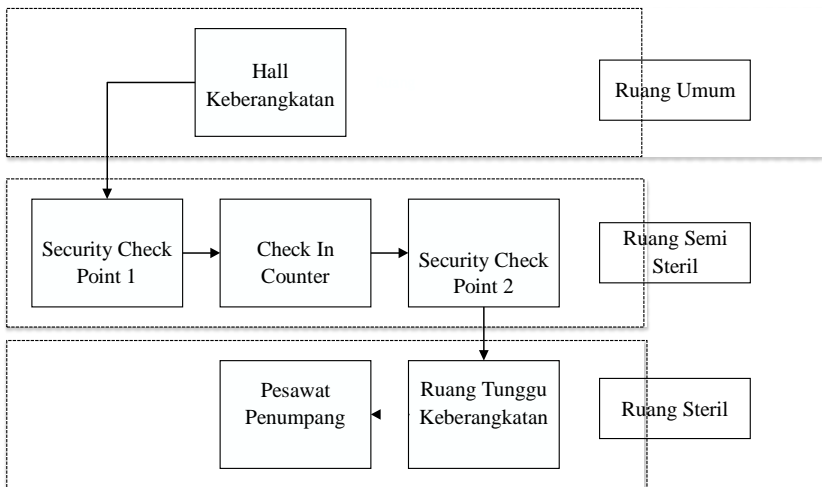 Hall
Keberangkatan
Ruang Umum
Security Check
Point 1
Check In
Counter
Security Check
Point 2
Ruang Semi
Steril
Pesawat
Penumpang
Ruang Tunggu
Keberangkatan
Ruang Steril